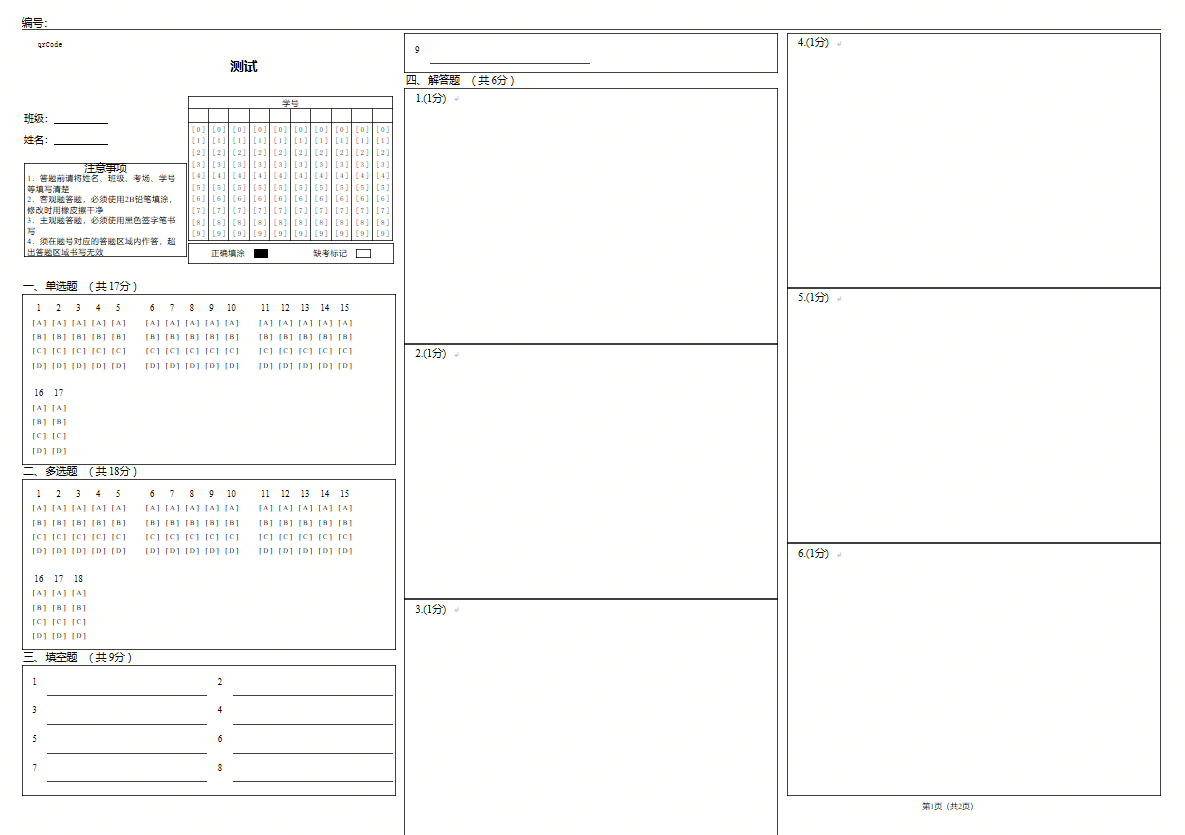 编号:
qrCode
测试
班级:
姓名:
注意事项
1．答题前请将姓名、班级、考场、学号
等填写清楚
2．客观题答题，必须使用2B铅笔填涂，
修改时用橡皮擦干净
3．主观题答题，必须使用黑色签字笔书
写
4．须在题号对应的答题区域内作答，超
出答题区域书写无效
学号
[0] [0] [0] [0] [0] [0] [0] [0] [0] [0]
[1] [1] [1] [1] [1] [1] [1] [1] [1] [1]
[2] [2] [2] [2] [2] [2] [2] [2] [2] [2]
[3] [3] [3] [3] [3] [3] [3] [3] [3] [3]
[4] [4] [4] [4] [4] [4] [4] [4] [4] [4]
[5] [5] [5] [5] [5] [5] [5] [5] [5] [5]
[6] [6] [6] [6] [6] [6] [6] [6] [6] [6]
[7] [7] [7] [7] [7] [7] [7] [7] [7] [7]
[8] [8] [8] [8] [8] [8] [8] [8] [8] [8]
[9] [9] [9] [9] [9] [9] [9] [9] [9] [9]
正确填涂 缺考标记
一、单选题 （共17分）
1 2 3 4 5 6 7 8 9 10 11 12 13 14 15
[A] [A] [A] [A] [A] [A] [A] [A] [A] [A] [A] [A] [A] [A] [A]
[B] [B] [B] [B] [B] [B] [B] [B] [B] [B] [B] [B] [B] [B] [B]
[C] [C] [C] [C] [C] [C] [C] [C] [C] [C] [C] [C] [C] [C] [C]
[D] [D] [D] [D] [D] [D] [D] [D] [D] [D] [D] [D] [D] [D] [D]
16 17
[A] [A]
[B] [B]
[C] [C]
[D] [D]
二、多选题 （共18分）
1 2 3 4 5 6 7 8 9 10 11 12 13 14 15
[A] [A] [A] [A] [A] [A] [A] [A] [A] [A] [A] [A] [A] [A] [A]
[B] [B] [B] [B] [B] [B] [B] [B] [B] [B] [B] [B] [B] [B] [B]
[C] [C] [C] [C] [C] [C] [C] [C] [C] [C] [C] [C] [C] [C] [C]
[D] [D] [D] [D] [D] [D] [D] [D] [D] [D] [D] [D] [D] [D] [D]
16 17 18
[A] [A] [A]
[B] [B] [B]
[C] [C] [C]
[D] [D] [D]
三、填空题 （共9分）
1 2
3 4
5 6
7 8
9
四、解答题 （共6分）
1.(1分)
2.(1分)
3.(1分)
4.(1分)
5.(1分)
6.(1分)
第1页（共2页）